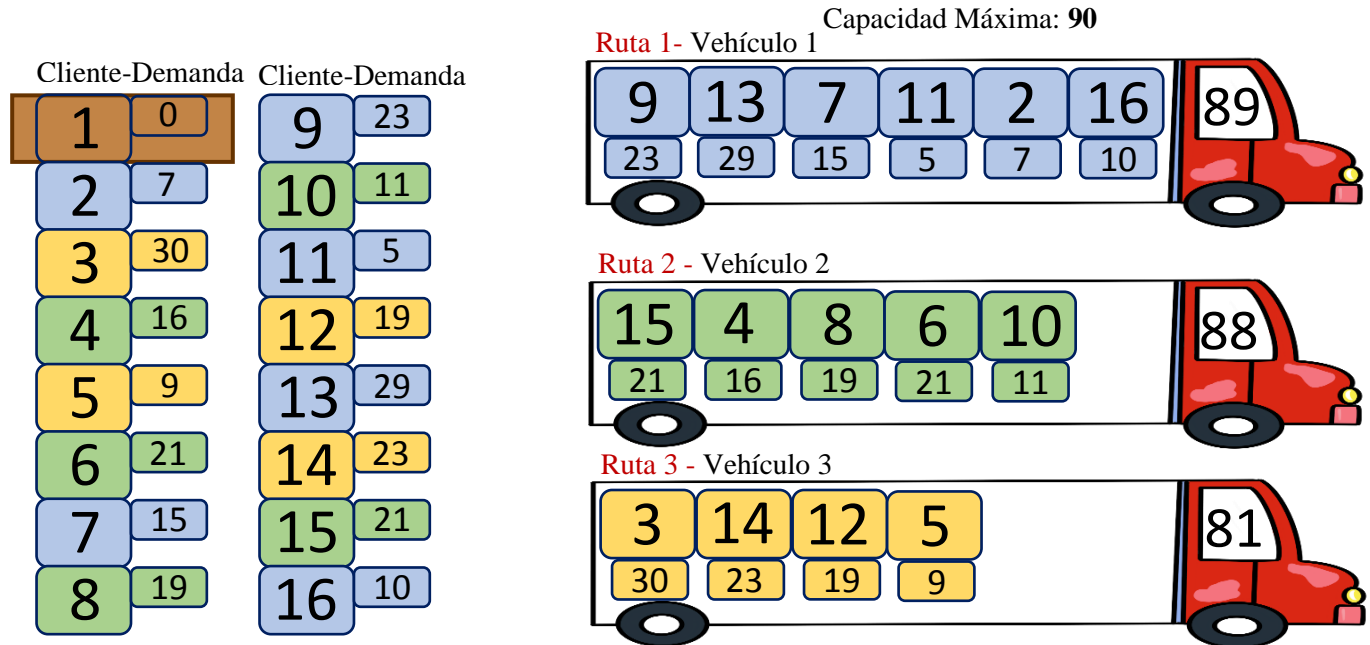 Capacidad Máxima: 90
Cliente-Demanda Cliente-Demanda
1 0
2 7
3 30
4 16
5 9
6 21
7 15
8 19
9 23
10 11
11 5
12 19
13 29
14 23
15 21
16 10
Ruta 1- Vehículo 1
9 13 7 11 2 16 89
23 29 15 5 7 10
Ruta 2 - Vehículo 2
15 4 8 6 10 88
21 16 19 21 11
Ruta 3 - Vehículo 3
3 14 12 5 81
30 23 19 9